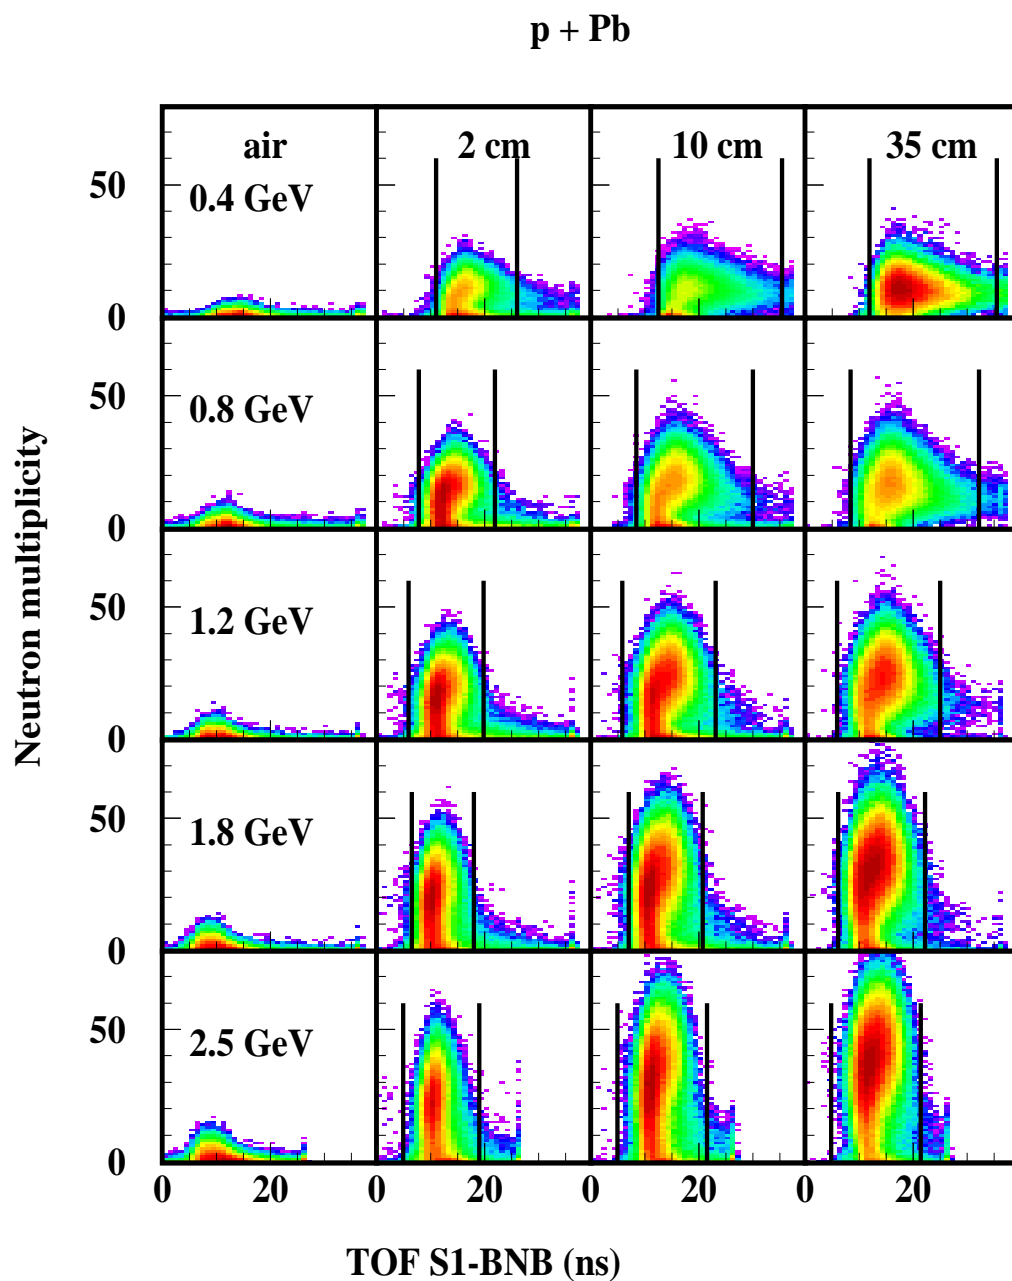 p + Pb
air 2 cm 10 cm 35 cm
50 0.4 GeV
0
50 0.8 GeV
0
50 1.2 GeV
0
50 1.8 GeV
0
50 2.5 GeV
0
0 20 0 20 0 20 0 20
Neutron multiplicity
TOF S1-BNB (ns)